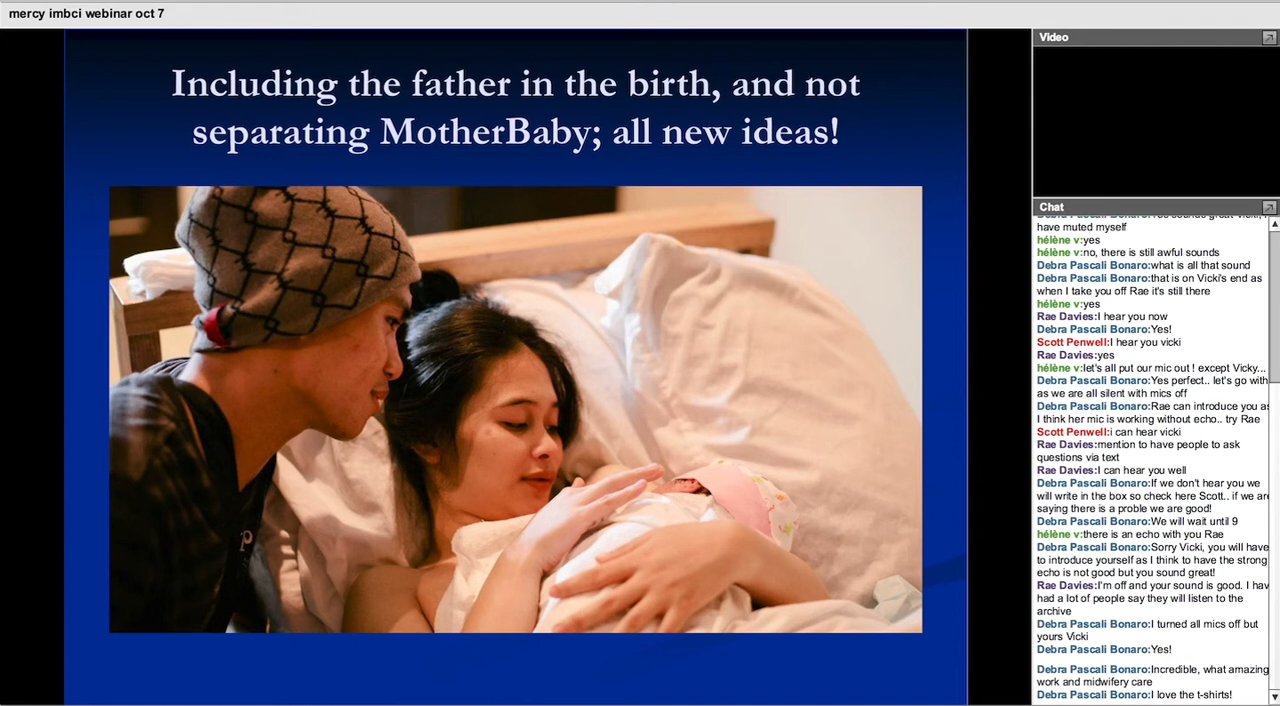 mercy imbci webinar oct 7
Including the father in the birth, and not
separating MotherBaby; all new ideas!
Video
Chat
have muted myself
hélène v:yes
hélène v:no, there is still awful sounds
Debra Pascali Bonaro:what is all that sound
Debra Pascali Bonaro:that is on Vicki's end as
when I take you off Rae it's still there
hélène v:yes
Rae Davies:I hear you now
Debra Pascali Bonaro:Yes!
Scott Penwell:I hear you vicki
Rae Davies:yes
hélène v:let's all put our mic out ! except Vicky...
Debra Pascali Bonaro:Yes perfect.. let's go with
as we are all silent with mics off
Debra Pascali Bonaro:Rae can introduce you as
I think her mic is working without echo.. try Rae
Scott Penwell:i can hear vicki
Rae Davies:mention to have people to ask
questions via text
Rae Davies:I can hear you well
Debra Pascali Bonaro:If we don't hear you we
will write in the box so check here Scott.. if we are
saying there is a proble we are good!
Debra Pascali Bonaro:We will wait until 9
hélène v:there is an echo with you Rae
Debra Pascali Bonaro:Sorry Vicki, you will have
to introduce yourself as I think to have the strong
echo is not good but you sound great!
Rae Davies:I'm off and your sound is good. I hav
had a lot of people say they will listen to the
archive
Debra Pascali Bonaro:I turned all mics off but
yours Vicki
Debra Pascali Bonaro:Yes!
Debra Pascali Bonaro:Incredible, what amazing
work and midwifery care
Debra Pascali Bonaro:I love the t-shirts!